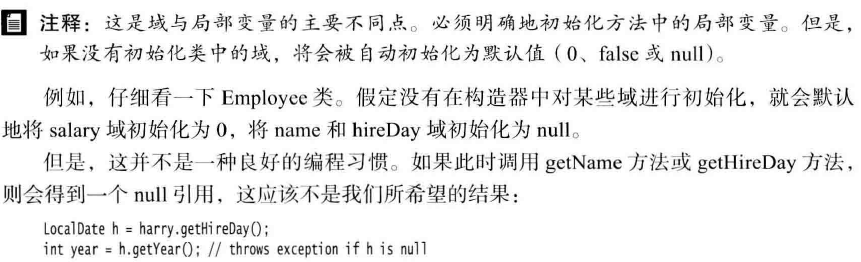 注释：这是域与局部变量的主要不同点。必须明确地初始化方法中的局部变量。但是，
如果没有初始化类中的域，将会被自动初始化为默认值（0、false 或 null）。
例如，仔细看一下 Employee 类。假定没有在构造器中对某些域进行初始化，就会默认
地将 salary 域初始化为 0，将 name 和 hireDay 域初始化为 null。
但是，这并不是一种良好的编程习惯。如果此时调用 getName 方法或 getHireDay 方法，
则会得到一个 null 引用，这应该不是我们所希望的结果：
LocalDate h = harry.getHireDay();
int year = h.getYear(); // throws exception if h is null